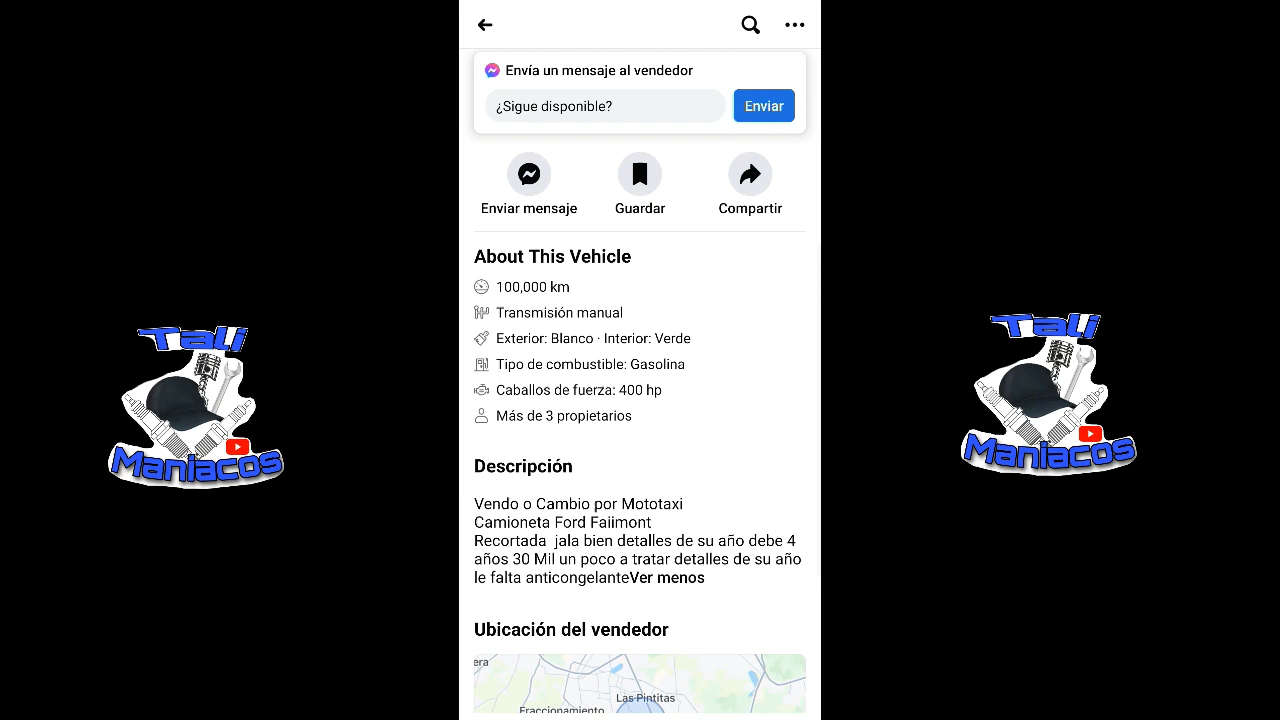 Envía un mensaje al vendedor
¿Sigue disponible?
Enviar
Enviar mensaje
Guardar
Compartir
About This Vehicle
100,000 km
Transmisión manual
Exterior: Blanco · Interior: Verde
Tipo de combustible: Gasolina
Caballos de fuerza: 400 hp
Más de 3 propietarios
Descripción
Vendo o Cambio por Mototaxi
Camioneta Ford Faiimont
Recortada  jala bien detalles de su año debe 4
años 30 Mil un poco a tratar detalles de su año
le falta anticongelanteVer menos
Ubicación del vendedor
era
Las Pintitas
Fraccionamiento
Tali
Maniacos
Tali
Maniacos